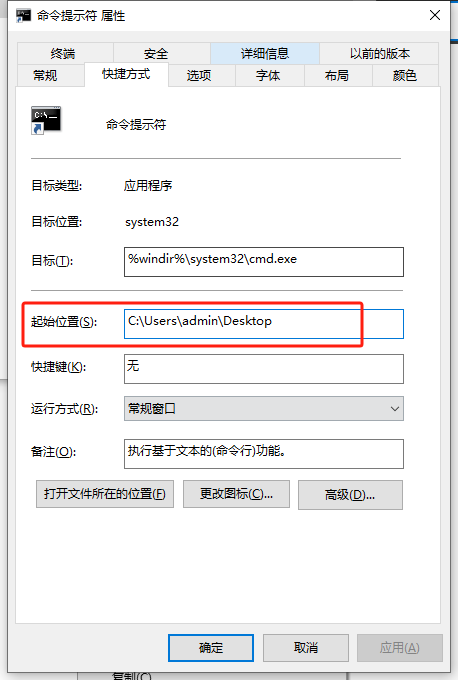 命令提示符 属性
终端 安全 详细信息 以前的版本
常规 快捷方式 选项 字体 布局 颜色
C:\
命令提示符
目标类型: 应用程序
目标位置: system32
目标(T): %windir%\system32\cmd.exe
起始位置(S): C:\Users\admin\Desktop
快捷键(K): 无
运行方式(R): 常规窗口
备注(O): 执行基于文本的(命令行)功能。
打开文件所在的位置(F) 更改图标(C)... 高级(D)...
确定 取消 应用(A)
复制(C)